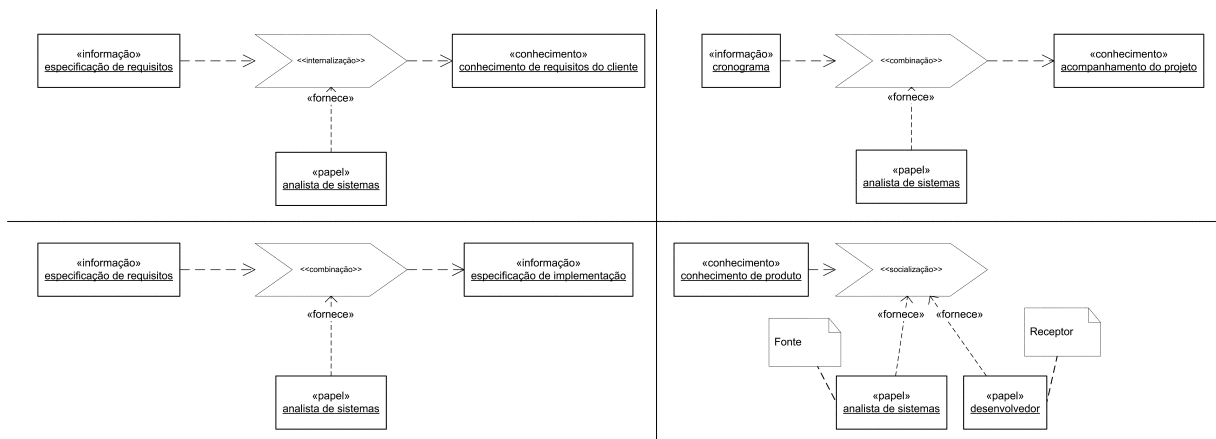 «informação»
especificação de requisitos
<<internalização>>
«conhecimento»
conhecimento de requisitos do cliente
«fornece»
«papel»
analista de sistemas
«informação»
cronograma
<<combinação>>
«conhecimento»
acompanhamento do projeto
«fornece»
«papel»
analista de sistemas
«informação»
especificação de requisitos
<<combinação>>
«informação»
especificação de implementação
«fornece»
«papel»
analista de sistemas
«conhecimento»
conhecimento de produto
<<socialização>>
«fornece»
«fornece»
Fonte
Receptor
«papel»
analista de sistemas
«papel»
desenvolvedor